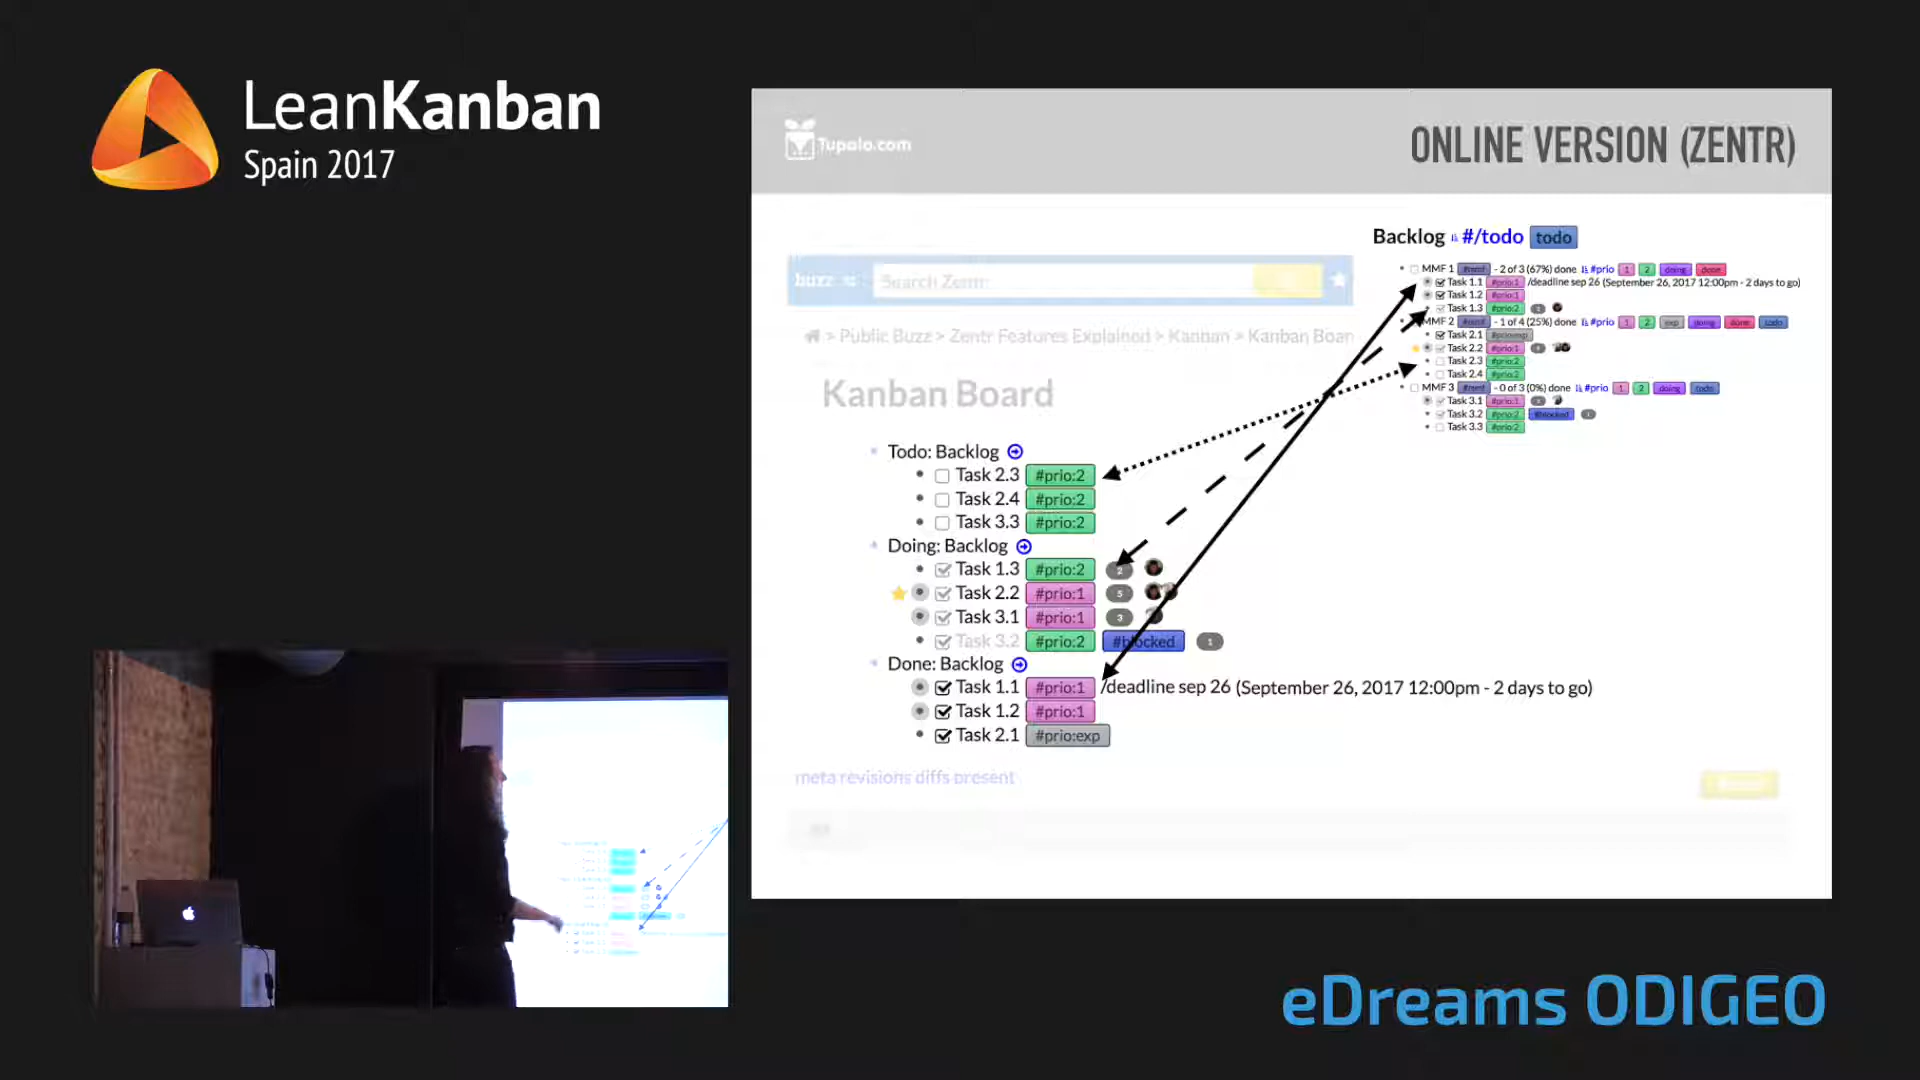 LeanKanban
Spain 2017
Tupalo.com
ONLINE VERSION (ZENTR)
Backlog #/todo todo
MMF 1 #mmf - 2 of 3 (67%) done #prio 1 2 doing done
Task 1.1 #prio:1 /deadline sep 26 (September 26, 2017 12:00pm - 2 days to go)
Task 1.2 #prio:1
Task 1.3 #prio:2
MMF 2 #mmf - 1 of 4 (25%) done #prio 1 2 exp doing done todo
Task 2.1 #prio:exp
Task 2.2 #prio:1
Task 2.3 #prio:2
Task 2.4 #prio:2
MMF 3 #mmf - 0 of 3 (0%) done #prio 1 2 doing todo
Task 3.1 #prio:1
Task 3.2 #prio:2 #blocked 1
Task 3.3 #prio:2
buzz
Search Zentr
> Public Buzz > Zentr Features Explained > Kanban > Kanban Boar
Kanban Board
Todo: Backlog
Task 2.3 #prio:2
Task 2.4 #prio:2
Task 3.3 #prio:2
Doing: Backlog
Task 1.3 #prio:2 2
Task 2.2 #prio:1 5
Task 3.1 #prio:1 3
Task 3.2 #prio:2 #blocked 1
Done: Backlog
Task 1.1 #prio:1 /deadline sep 26 (September 26, 2017 12:00pm - 2 days to go)
Task 1.2 #prio:1
Task 2.1 #prio:exp
meta revisions diffs present
eDreams ODIGEO